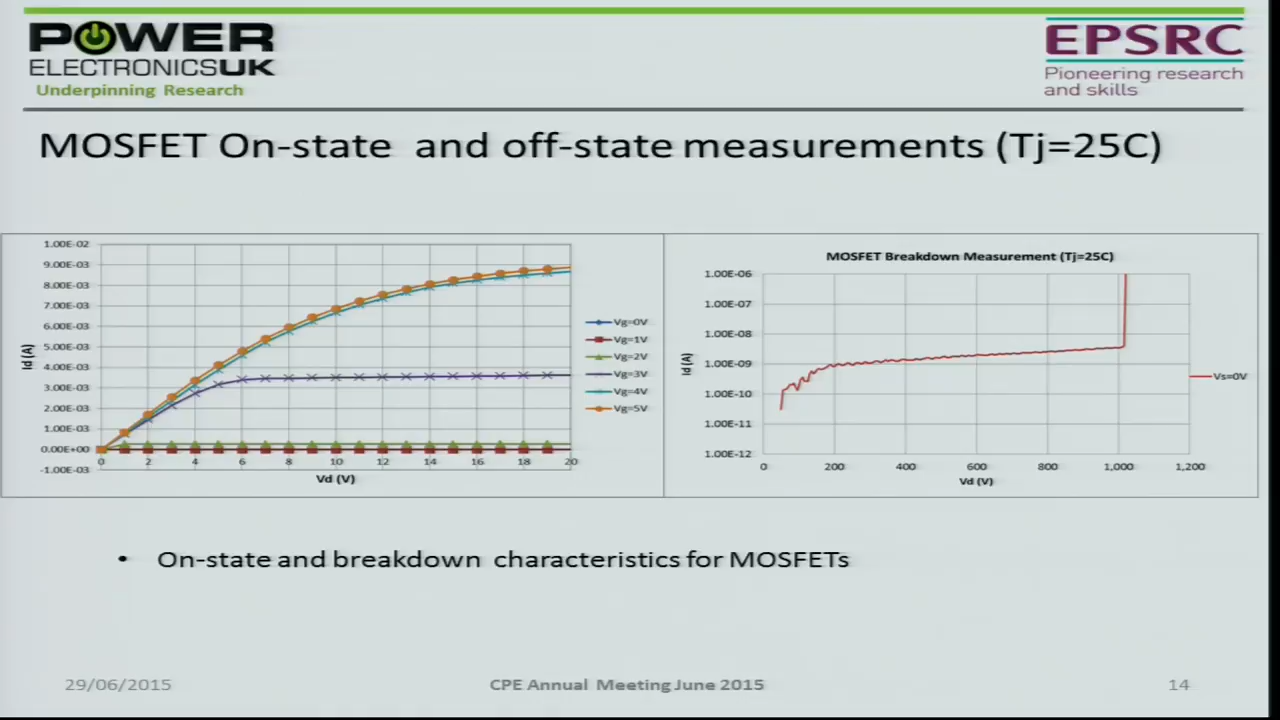 POWER
ELECTRONICSUK
Underpinning Research
EPSRC
Pioneering research
and skills
MOSFET On-state and off-state measurements (Tj=25C)
1.00E-02
9.00E-03
8.00E-03
7.00E-03
6.00E-03
5.00E-03
4.00E-03
3.00E-03
2.00E-03
1.00E-03
0.00E+00
-1.00E-03
Id (A)
0 2 4 6 8 10 12 14 16 18 20
Vd (V)
Vg=0V
Vg=1V
Vg=2V
Vg=3V
Vg=4V
Vg=5V
MOSFET Breakdown Measurement (Tj=25C)
1.00E-06
1.00E-07
1.00E-08
1.00E-09
1.00E-10
1.00E-11
1.00E-12
Id (A)
0 200 400 600 800 1,000 1,200
Vd (V)
Vs=0V
• On-state and breakdown characteristics for MOSFETs
29/06/2015
CPE Annual Meeting June 2015
14